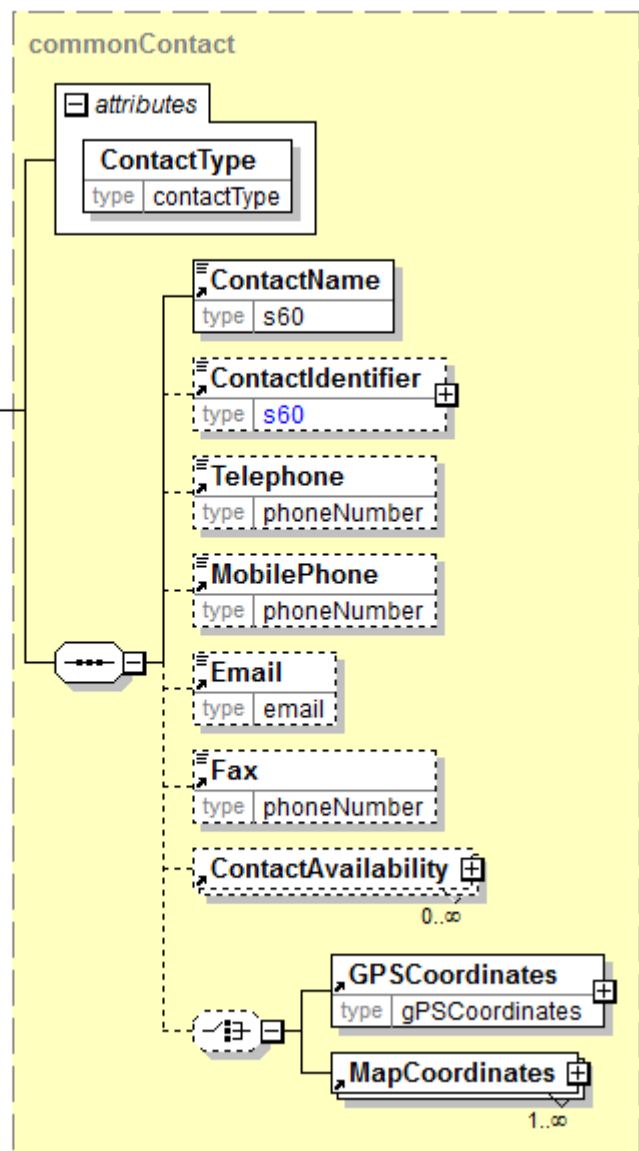 commonContact
attributes
ContactType
type contactType
ContactName
type s60
ContactIdentifier
type s60
Telephone
type phoneNumber
MobilePhone
type phoneNumber
Email
type email
Fax
type phoneNumber
ContactAvailability
0..∞
GPSCoordinates
type gPSCoordinates
MapCoordinates
1..∞